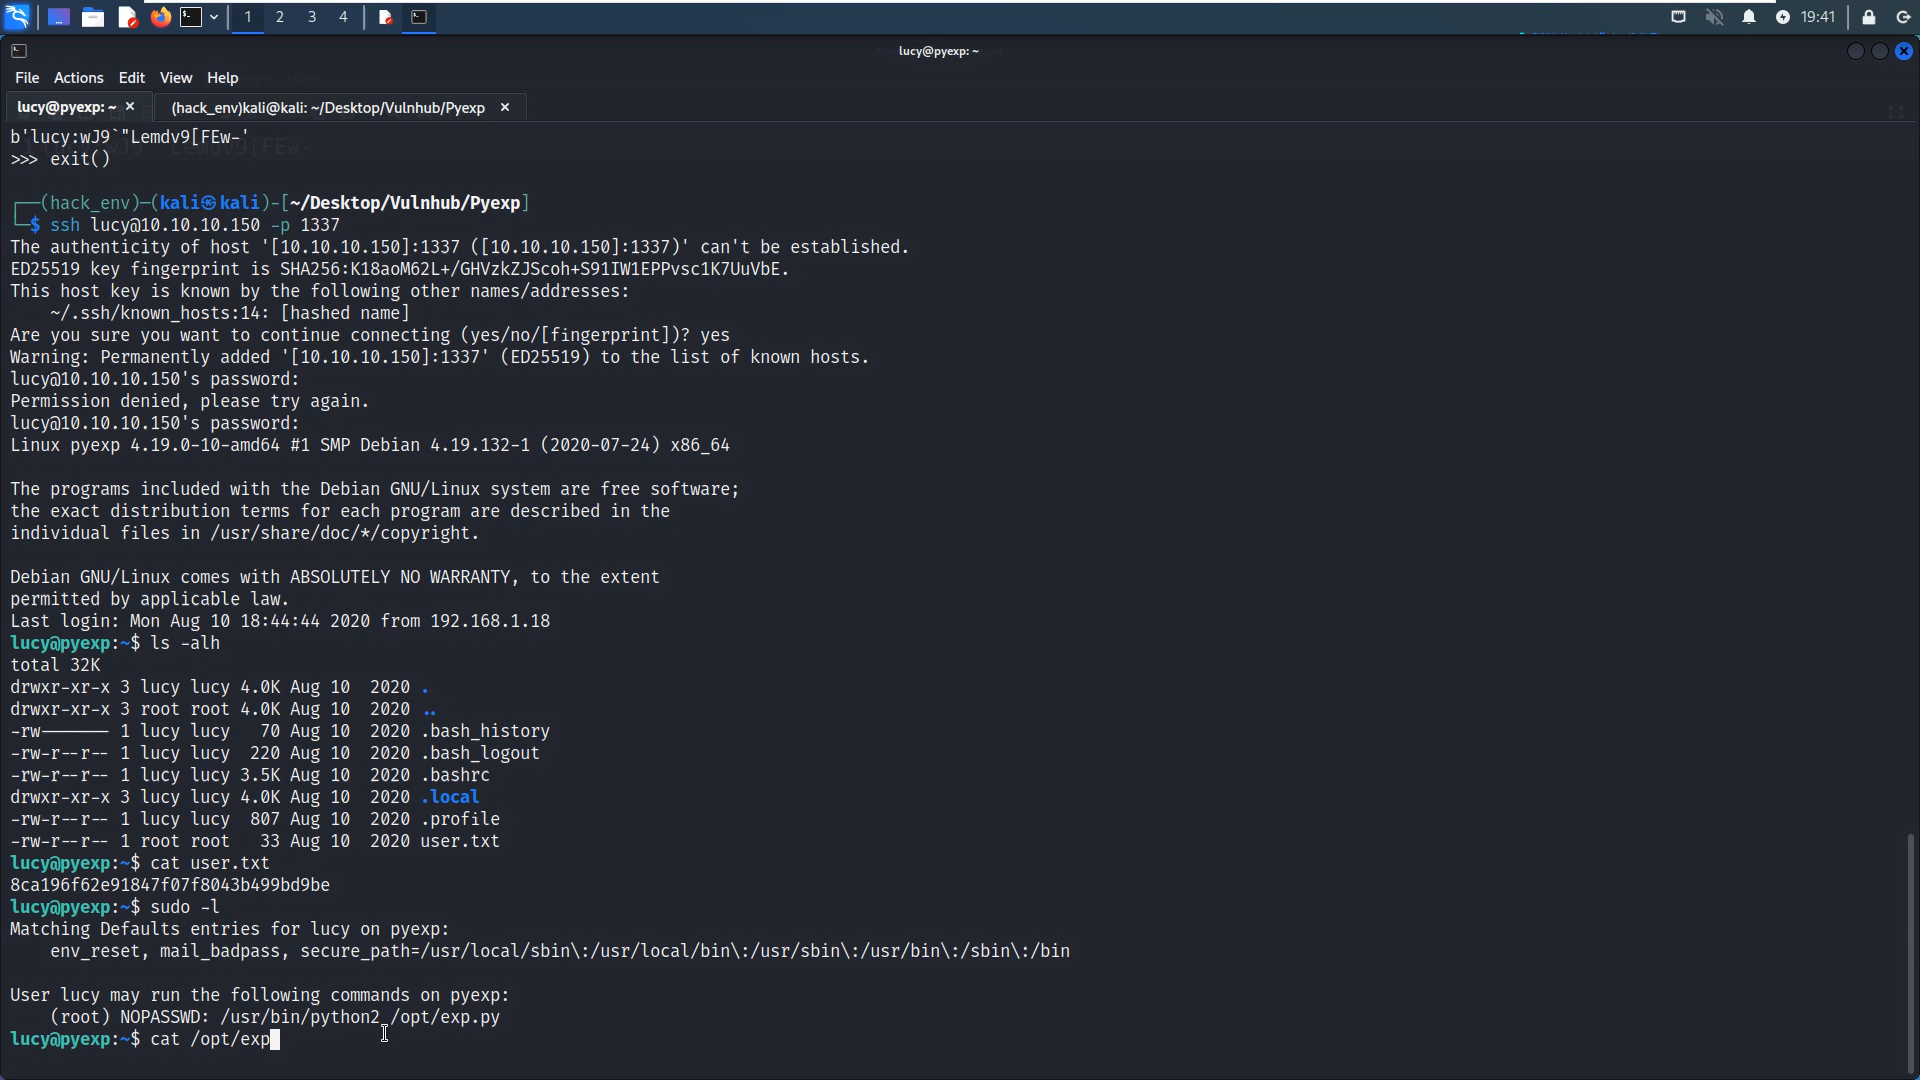 1 2 3 4 19:41
lucy@pyexp: ~
File Actions Edit View Help
lucy@pyexp: ~ × (hack_env)kali@kali: ~/Desktop/Vulnhub/Pyexp ×
b'lucy:wJ9`"Lemdv9[FEw-'
>>> exit()
┌──(hack_env)─(kali㉿kali)-[~/Desktop/Vulnhub/Pyexp]
└─$ ssh lucy@10.10.10.150 -p 1337
The authenticity of host '[10.10.10.150]:1337 ([10.10.10.150]:1337)' can't be established.
ED25519 key fingerprint is SHA256:K18aoM62L+/GHVzkZJScoh+S91IW1EPPvsc1K7UuVbE.
This host key is known by the following other names/addresses:
~/.ssh/known_hosts:14: [hashed name]
Are you sure you want to continue connecting (yes/no/[fingerprint])? yes
Warning: Permanently added '[10.10.10.150]:1337' (ED25519) to the list of known hosts.
lucy@10.10.10.150's password:
Permission denied, please try again.
lucy@10.10.10.150's password:
Linux pyexp 4.19.0-10-amd64 #1 SMP Debian 4.19.132-1 (2020-07-24) x86_64
The programs included with the Debian GNU/Linux system are free software;
the exact distribution terms for each program are described in the
individual files in /usr/share/doc/*/copyright.
Debian GNU/Linux comes with ABSOLUTELY NO WARRANTY, to the extent
permitted by applicable law.
Last login: Mon Aug 10 18:44:44 2020 from 192.168.1.18
lucy@pyexp:~$ ls -alh
total 32K
drwxr-xr-x 3 lucy lucy 4.0K Aug 10  2020 .
drwxr-xr-x 3 root root 4.0K Aug 10  2020 ..
-rw------- 1 lucy lucy   70 Aug 10  2020 .bash_history
-rw-r--r-- 1 lucy lucy  220 Aug 10  2020 .bash_logout
-rw-r--r-- 1 lucy lucy 3.5K Aug 10  2020 .bashrc
drwxr-xr-x 3 lucy lucy 4.0K Aug 10  2020 .local
-rw-r--r-- 1 lucy lucy  807 Aug 10  2020 .profile
-rw-r--r-- 1 root root   33 Aug 10  2020 user.txt
lucy@pyexp:~$ cat user.txt
8ca196f62e91847f07f8043b499bd9be
lucy@pyexp:~$ sudo -l
Matching Defaults entries for lucy on pyexp:
env_reset, mail_badpass, secure_path=/usr/local/sbin\:/usr/local/bin\:/usr/sbin\:/usr/bin\:/sbin\:/bin
User lucy may run the following commands on pyexp:
(root) NOPASSWD: /usr/bin/python2 /opt/exp.py
lucy@pyexp:~$ cat /opt/exp